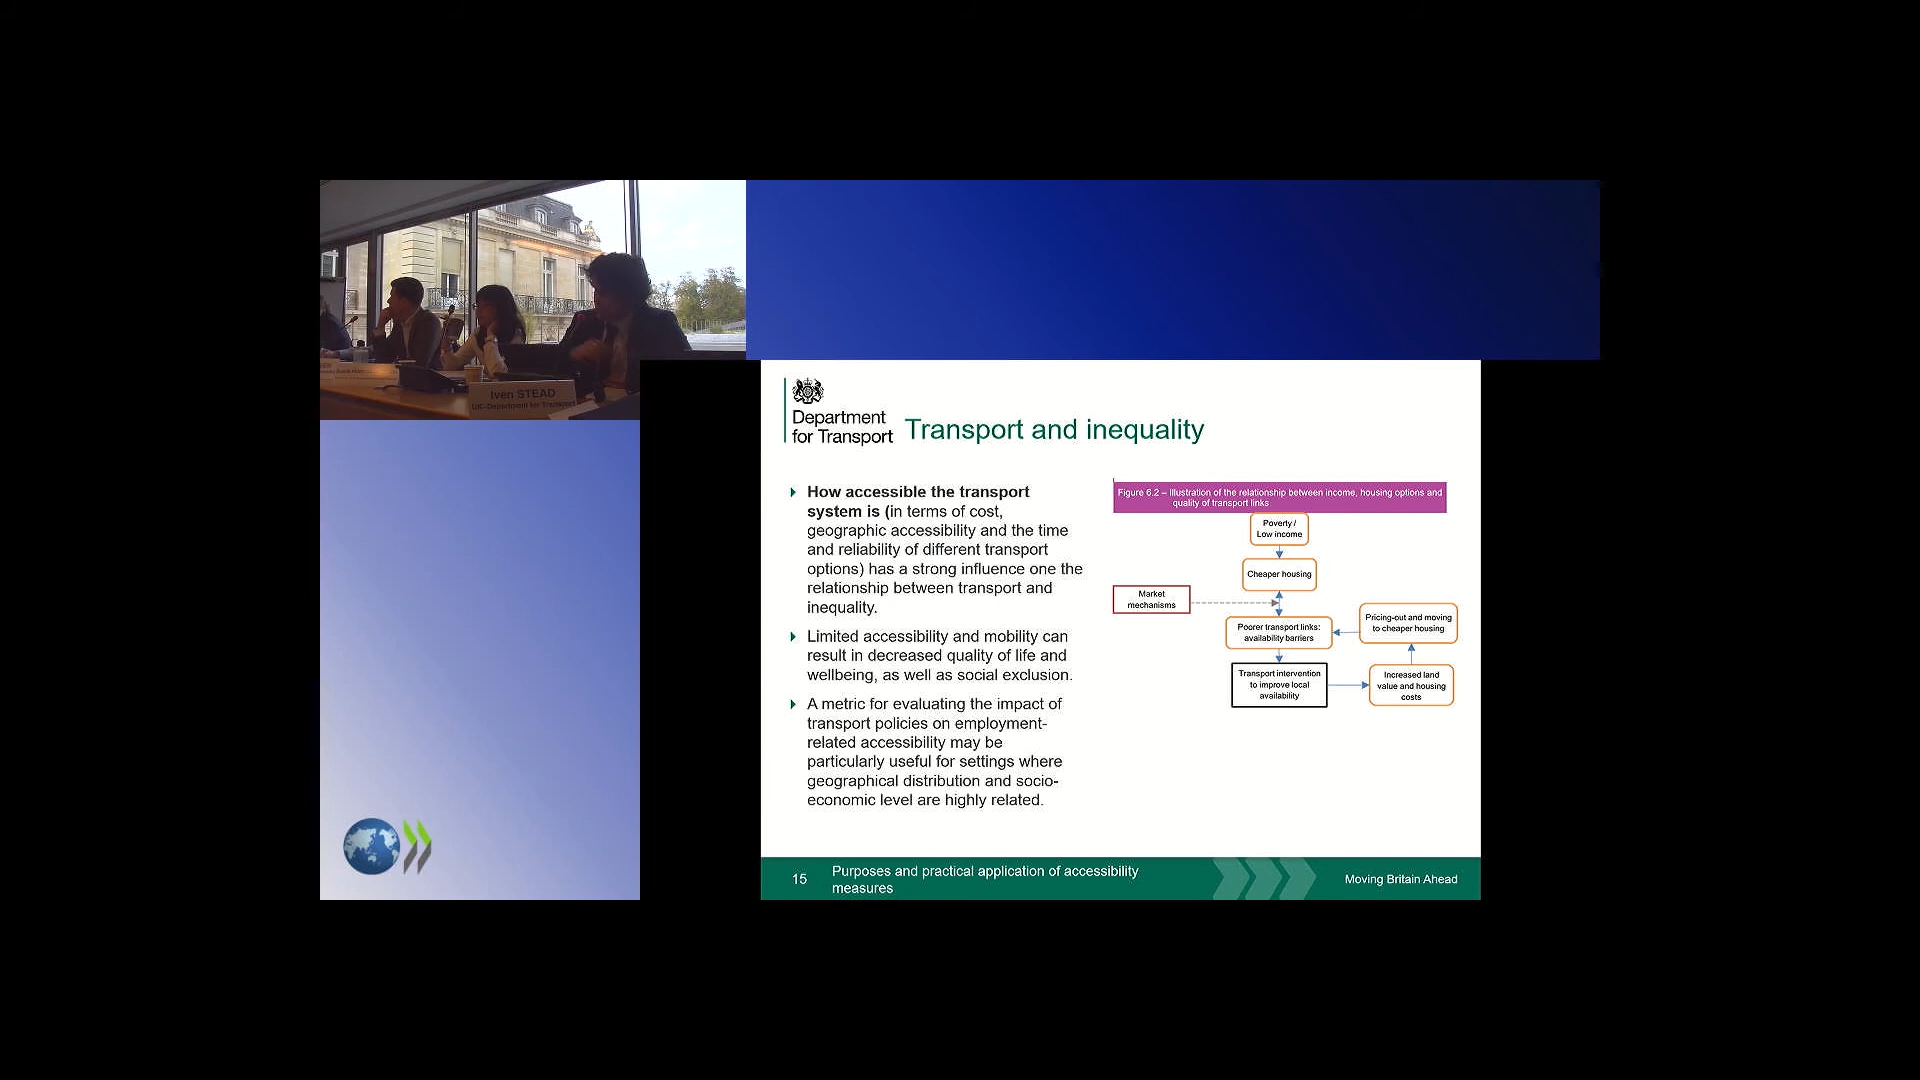 Iven STEAD
UK-Department for Transport
Department
for Transport
Transport and inequality
How accessible the transport
system is (in terms of cost,
geographic accessibility and the time
and reliability of different transport
options) has a strong influence one the
relationship between transport and
inequality.
Limited accessibility and mobility can
result in decreased quality of life and
wellbeing, as well as social exclusion.
A metric for evaluating the impact of
transport policies on employment-
related accessibility may be
particularly useful for settings where
geographical distribution and socio-
economic level are highly related.
Figure 6.2 – Illustration of the relationship between income, housing options and
quality of transport links
Poverty /
Low income
Cheaper housing
Market
mechanisms
Poorer transport links:
availability barriers
Pricing-out and moving
to cheaper housing
Transport intervention
to improve local
availability
Increased land
value and housing
costs
15
Purposes and practical application of accessibility
measures
Moving Britain Ahead